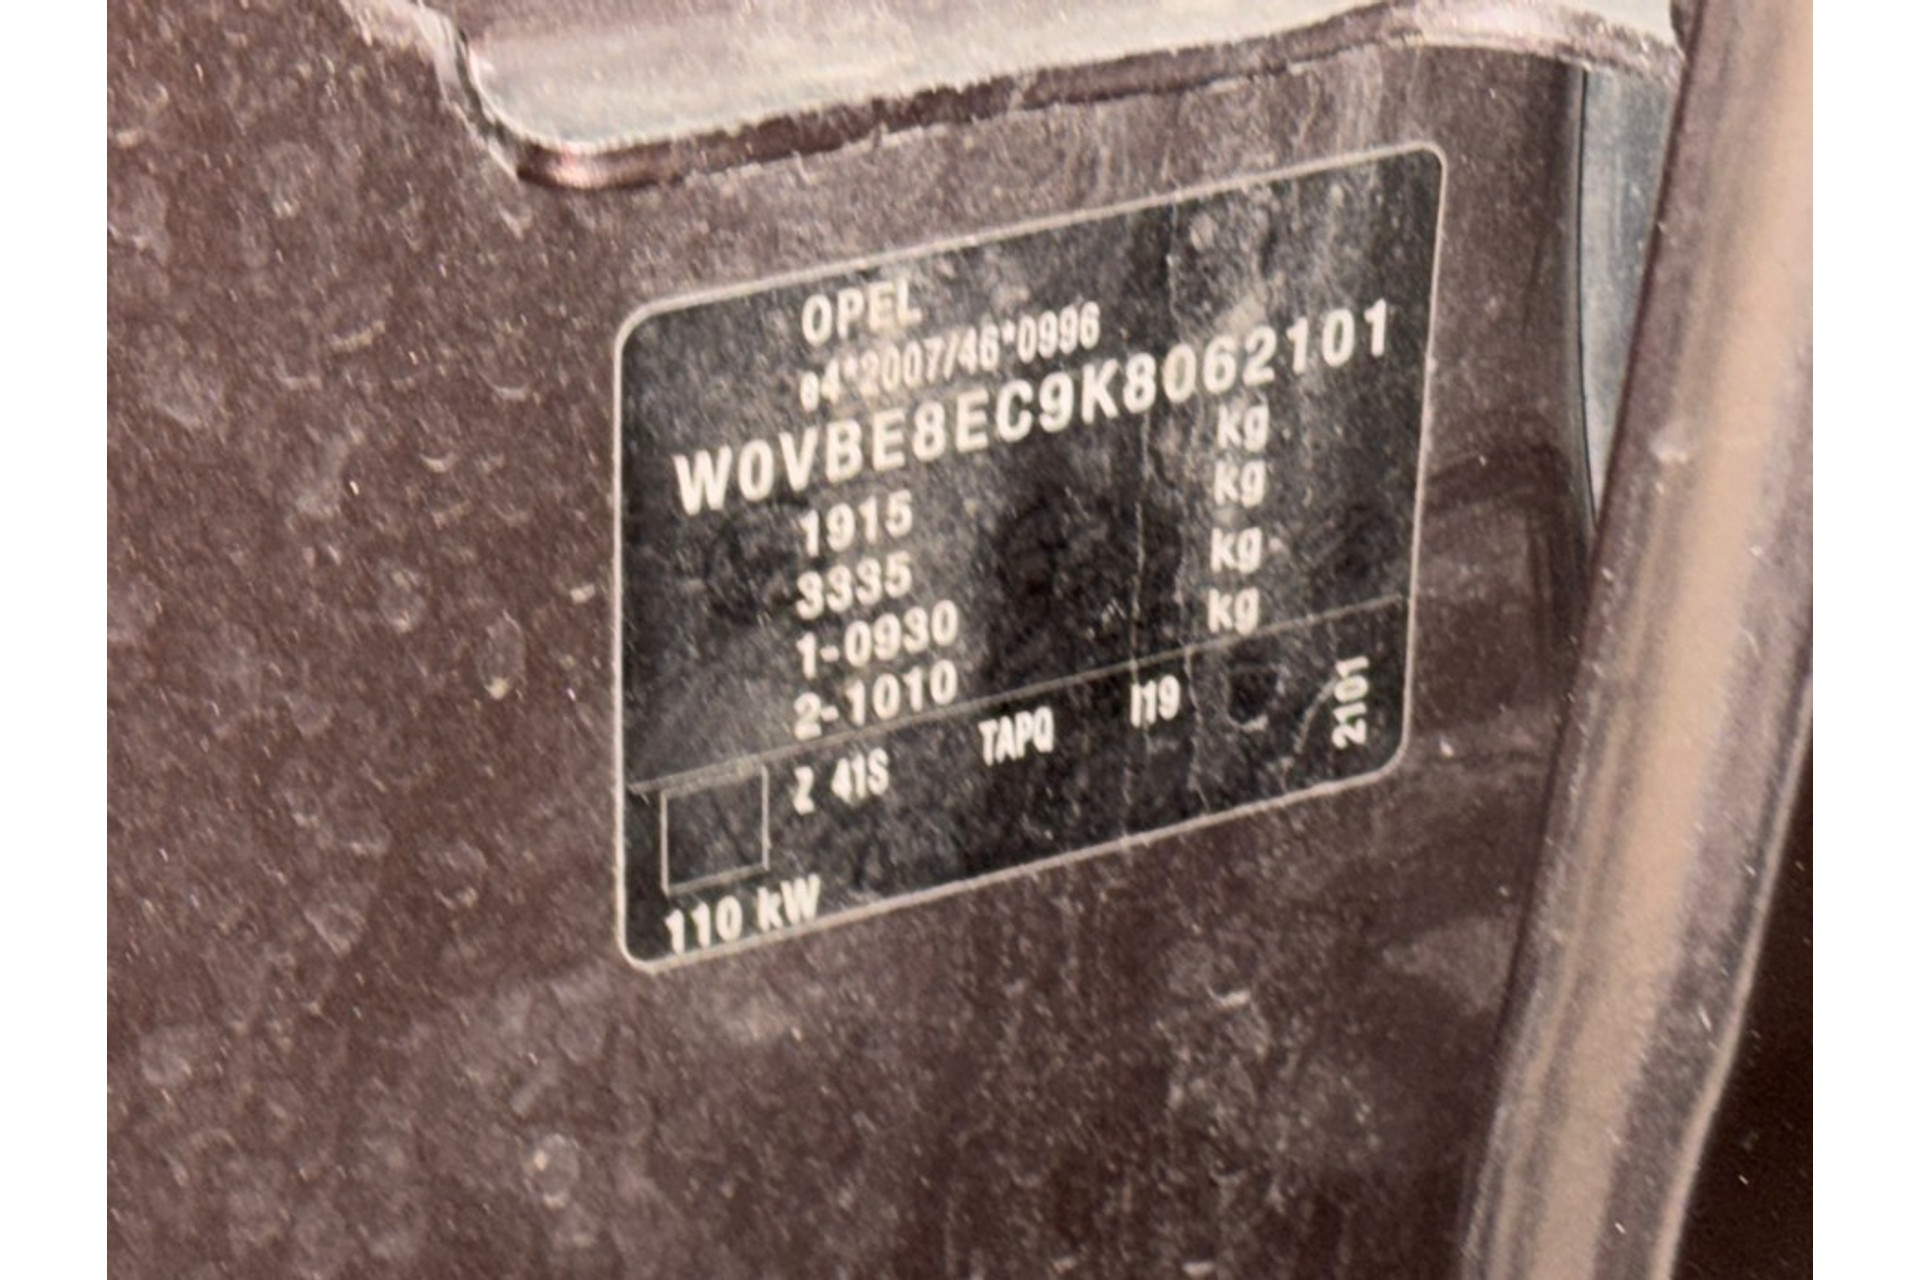 OPEL
e4*2007/46*0996
W0VBE8EC9K8062101
1915 kg
3335 kg
1-0930 kg
2-1010 kg
Z 41S TAPQ I19 2101
110 kW